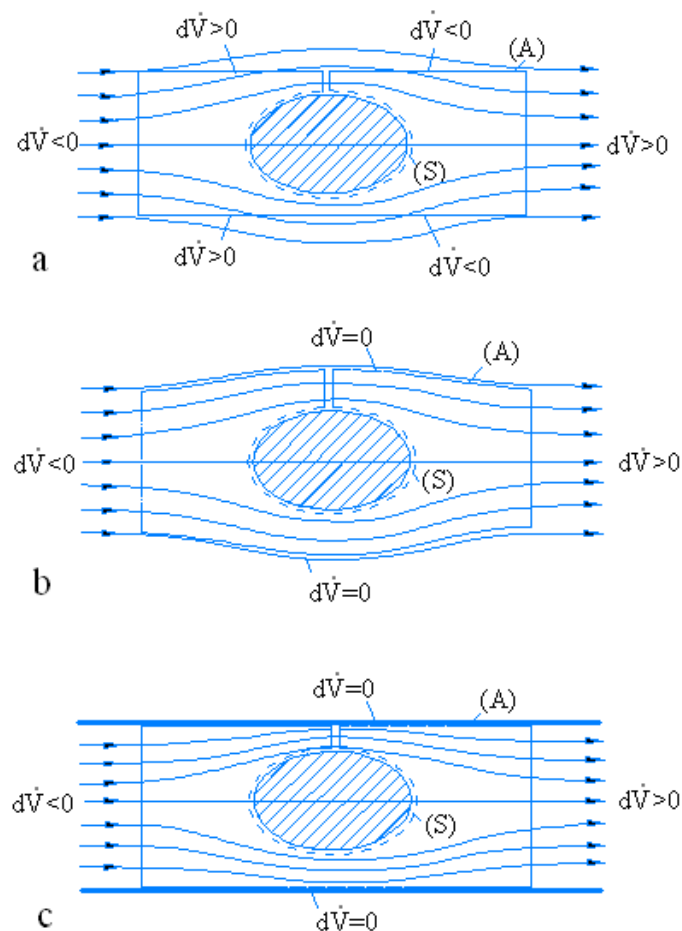 dV̇>0 dV̇<0 (A)
dV̇<0 dV̇>0
(S)
dV̇>0 dV̇<0
a
dV̇=0
(A)
dV̇<0 dV̇>0
(S)
dV̇=0
b
dV̇=0 (A)
dV̇<0 dV̇>0
(S)
dV̇=0
c